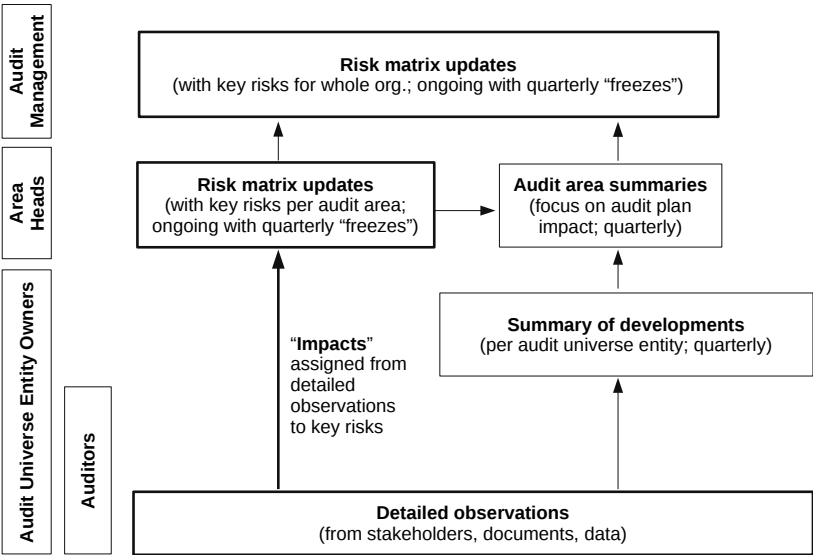 Audit
Management
Risk matrix updates
(with key risks for whole org.; ongoing with quarterly “freezes”)
Area
Heads
Risk matrix updates
(with key risks per audit area;
ongoing with quarterly “freezes”)
Audit area summaries
(focus on audit plan
impact; quarterly)
Audit Universe Entity Owners
Auditors
“Impacts”
assigned from
detailed
observations
to key risks
Summary of developments
(per audit universe entity; quarterly)
Detailed observations
(from stakeholders, documents, data)